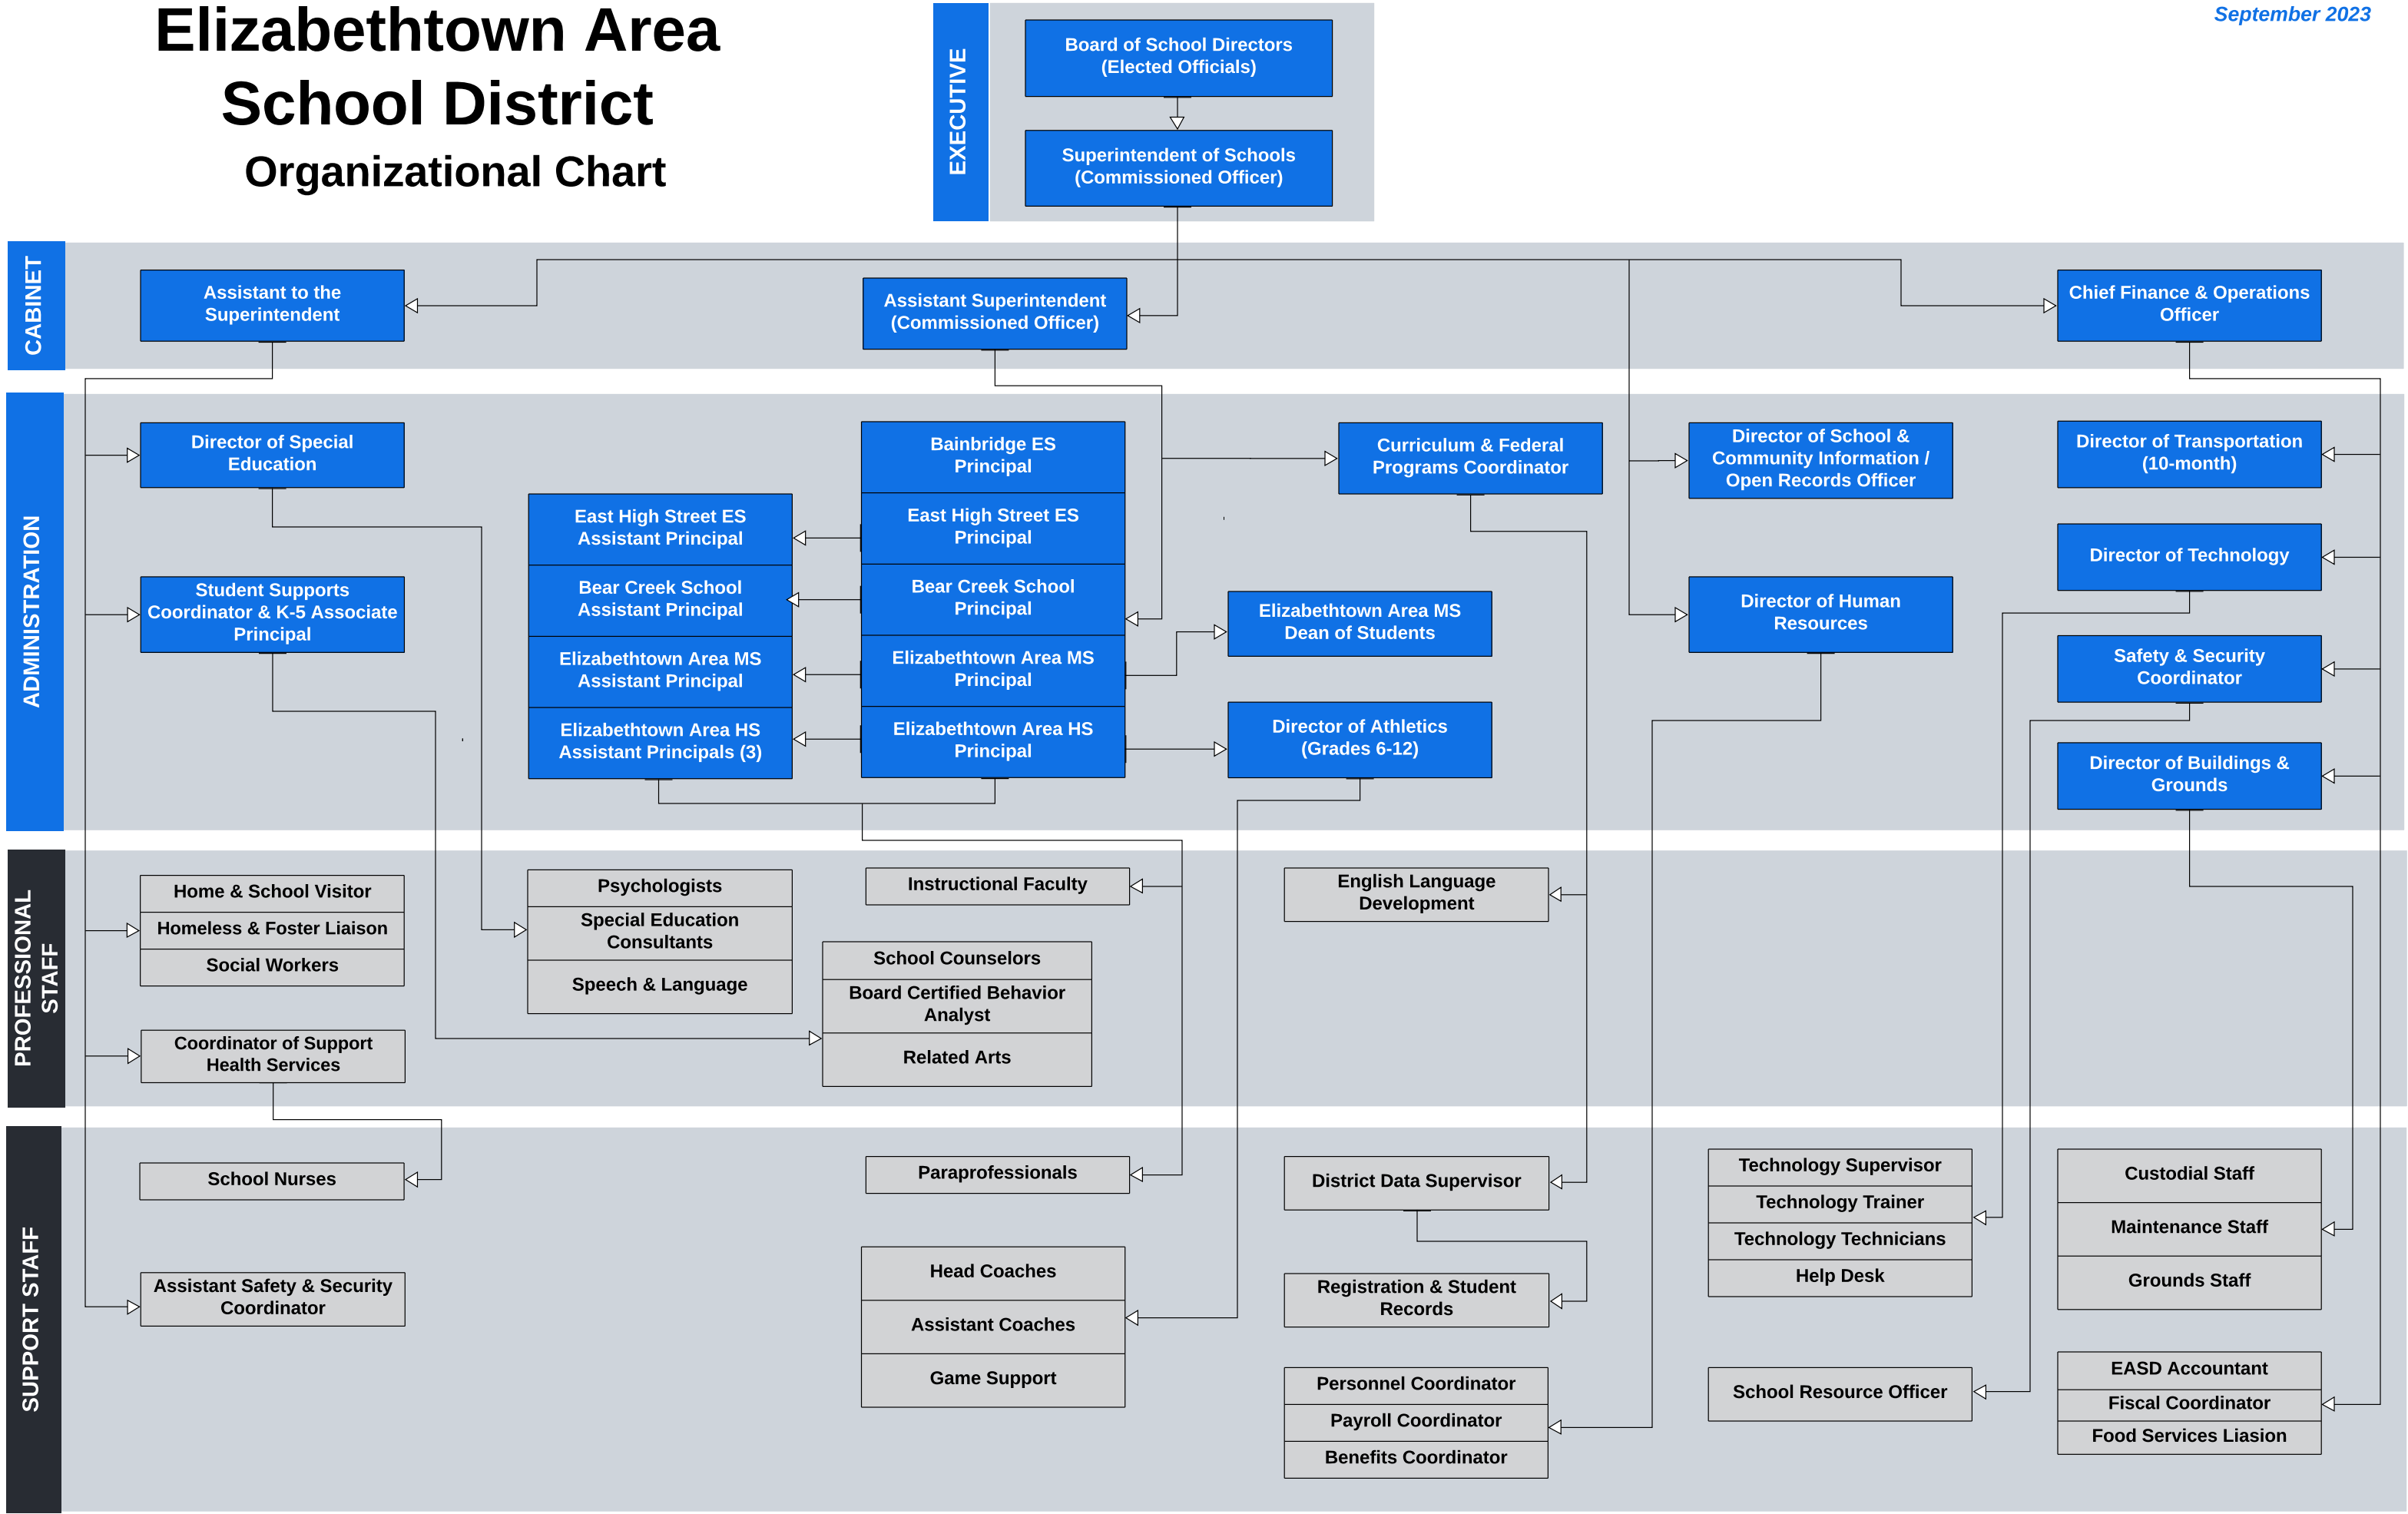 Elizabethtown Area
School District
Organizational Chart
September 2023
EXECUTIVE
Board of School Directors
(Elected Officials)
Superintendent of Schools
(Commissioned Officer)
CABINET
Assistant to the
Superintendent
Assistant Superintendent
(Commissioned Officer)
Chief Finance & Operations
Officer
ADMINISTRATION
Director of Special
Education
Student Supports
Coordinator & K-5 Associate
Principal
East High Street ES
Assistant Principal
Bear Creek School
Assistant Principal
Elizabethtown Area MS
Assistant Principal
Elizabethtown Area HS
Assistant Principals (3)
Bainbridge ES
Principal
East High Street ES
Principal
Bear Creek School
Principal
Elizabethtown Area MS
Principal
Elizabethtown Area HS
Principal
Curriculum & Federal
Programs Coordinator
Elizabethtown Area MS
Dean of Students
Director of Athletics
(Grades 6-12)
Director of School &
Community Information /
Open Records Officer
Director of Human
Resources
Director of Transportation
(10-month)
Director of Technology
Safety & Security
Coordinator
Director of Buildings &
Grounds
PROFESSIONAL
STAFF
Home & School Visitor
Homeless & Foster Liaison
Social Workers
Coordinator of Support
Health Services
Psychologists
Special Education
Consultants
Speech & Language
Instructional Faculty
School Counselors
Board Certified Behavior
Analyst
Related Arts
English Language
Development
SUPPORT STAFF
School Nurses
Assistant Safety & Security
Coordinator
Paraprofessionals
Head Coaches
Assistant Coaches
Game Support
District Data Supervisor
Registration & Student
Records
Personnel Coordinator
Payroll Coordinator
Benefits Coordinator
Technology Supervisor
Technology Trainer
Technology Technicians
Help Desk
School Resource Officer
Custodial Staff
Maintenance Staff
Grounds Staff
EASD Accountant
Fiscal Coordinator
Food Services Liasion